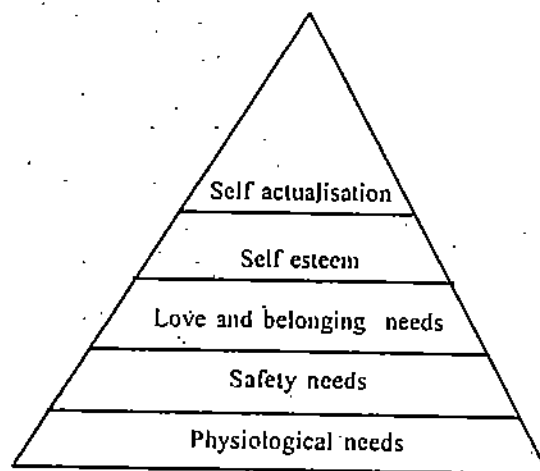 Self actualisation
Self esteem
Love and belonging needs
Safety needs
Physiological needs